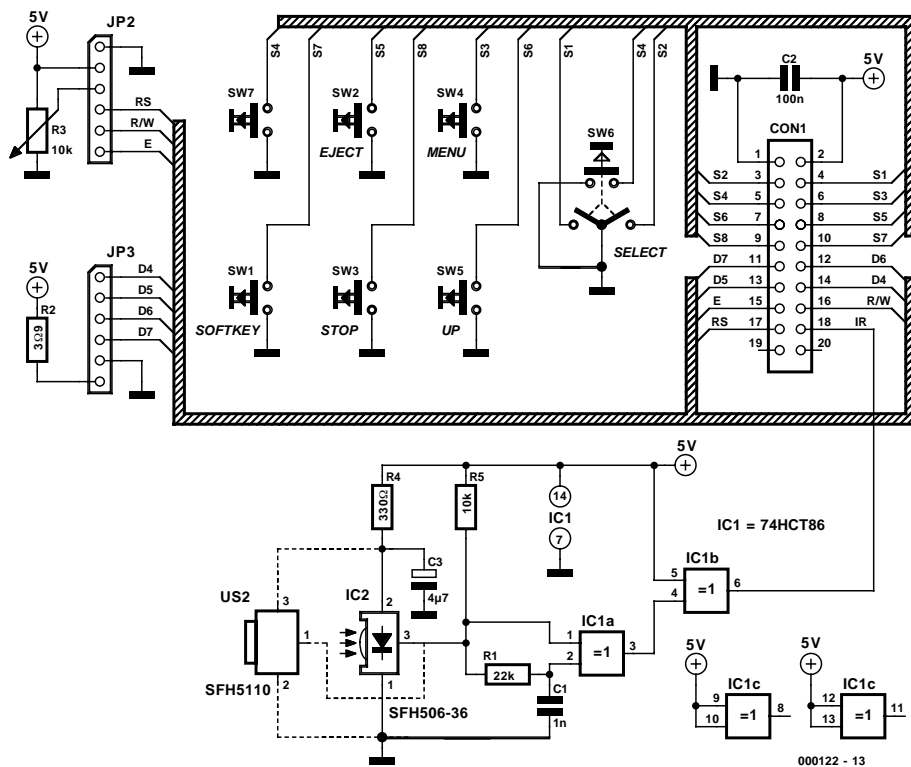 5V
JP2
RS
R/W
E
R3
10k
5V
JP3
R2
3Ω9
D4
D5
D6
D7
S4
S7
S5
S8
S3
S6
S1
S4
S2
SW7
SW2
EJECT
SW4
MENU
SW6
SELECT
SW1
SOFTKEY
SW3
STOP
SW5
UP
C2
100n
5V
CON1
1 2
S2 3 4 S1
S4 5 6 S3
S6 7 8 S5
S8 9 10 S7
D7 11 12 D6
D5 13 14 D4
E 15 16 R/W
RS 17 18 IR
19 20
5V
R4
330Ω
R5
10k
14
IC1
7
IC1 = 74HCT86
C3
4µ7
US2
3
1
2
SFH5110
IC2
2
3
1
SFH506-36
R1
22k
C1
1n
IC1a
1
2
=1
3
IC1b
5
4
=1
6
5V
IC1c
9
10
=1
8
5V
IC1c
12
13
=1
11
000122 - 13